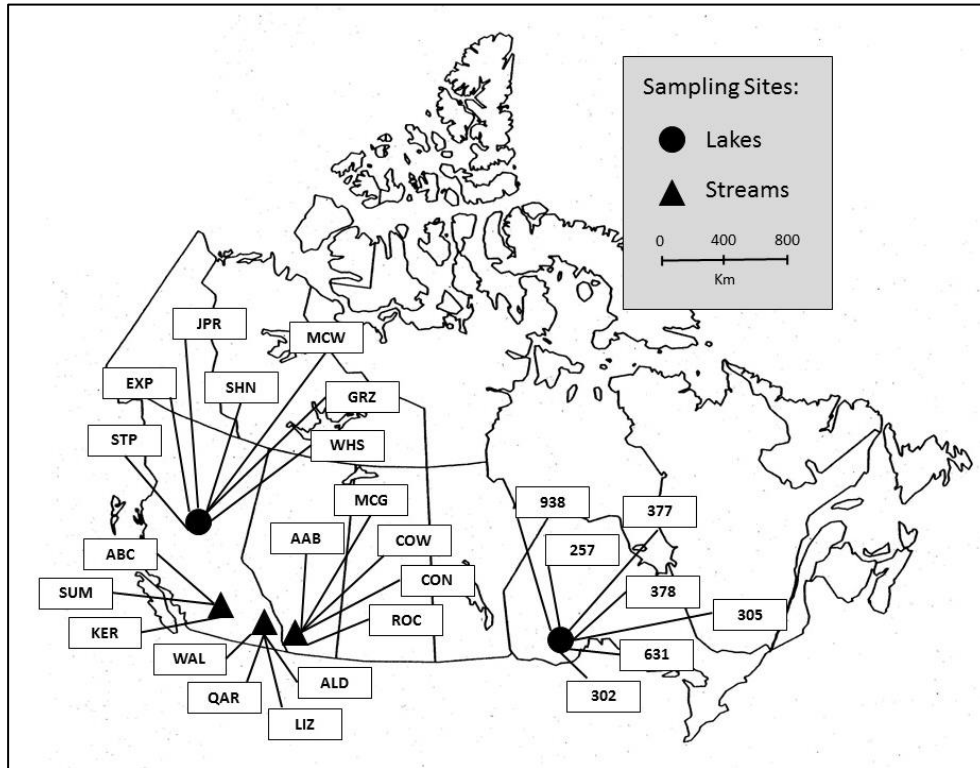 Sampling Sites:
Lakes
Streams
0 400 800
Km
JPR
MCW
EXP
SHN
GRZ
STP
WHS
MCG
938
377
AAB
COW
257
ABC
CON
378
SUM
ROC
305
KER
WAL
631
QAR
ALD
302
LIZ